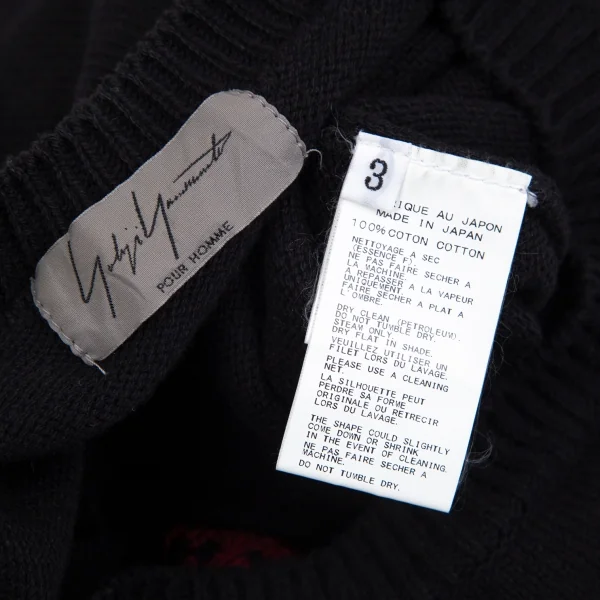 Yohji Yamamoto
POUR HOMME
3
IQUE AU JAPON
MADE IN JAPAN
100% COTON COTTON
NETTOYAGE A SEC
(ESSENCE F).
NE PAS FAIRE SECHER A
LA MACHINE.
A REPASSER A LA VAPEUR
UNIQUEMENT.
FAIRE SECHER A PLAT A
L'OMBRE.
DRY CLEAN (PETROLEUM).
DO NOT TUMBLE DRY.
STEAM ONLY.
DRY FLAT IN SHADE.
VEUILLEZ UTILISER UN
FILET LORS DU LAVAGE.
PLEASE USE A CLEANING
NET.
LA SILHOUETTE PEUT
PERDRE SA FORME
ORIGINALE OU RETRECIR
LORS DU LAVAGE.
THE SHAPE COULD SLIGHTLY
COME DOWN OR SHRINK
IN THE EVENT OF CLEANING.
NE PAS FAIRE SECHER A
MACHINE.
DO NOT TUMBLE DRY.